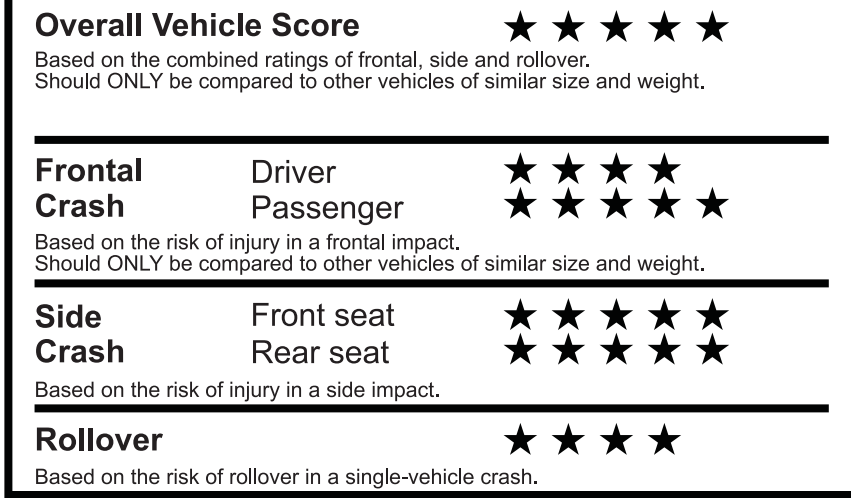 Overall Vehicle Score ★ ★ ★ ★ ★
Based on the combined ratings of frontal, side and rollover.
Should ONLY be compared to other vehicles of similar size and weight.
Frontal Driver ★ ★ ★ ★
Crash Passenger ★ ★ ★ ★ ★
Based on the risk of injury in a frontal impact.
Should ONLY be compared to other vehicles of similar size and weight.
Side Front seat ★ ★ ★ ★ ★
Crash Rear seat ★ ★ ★ ★ ★
Based on the risk of injury in a side impact.
Rollover ★ ★ ★ ★
Based on the risk of rollover in a single-vehicle crash.